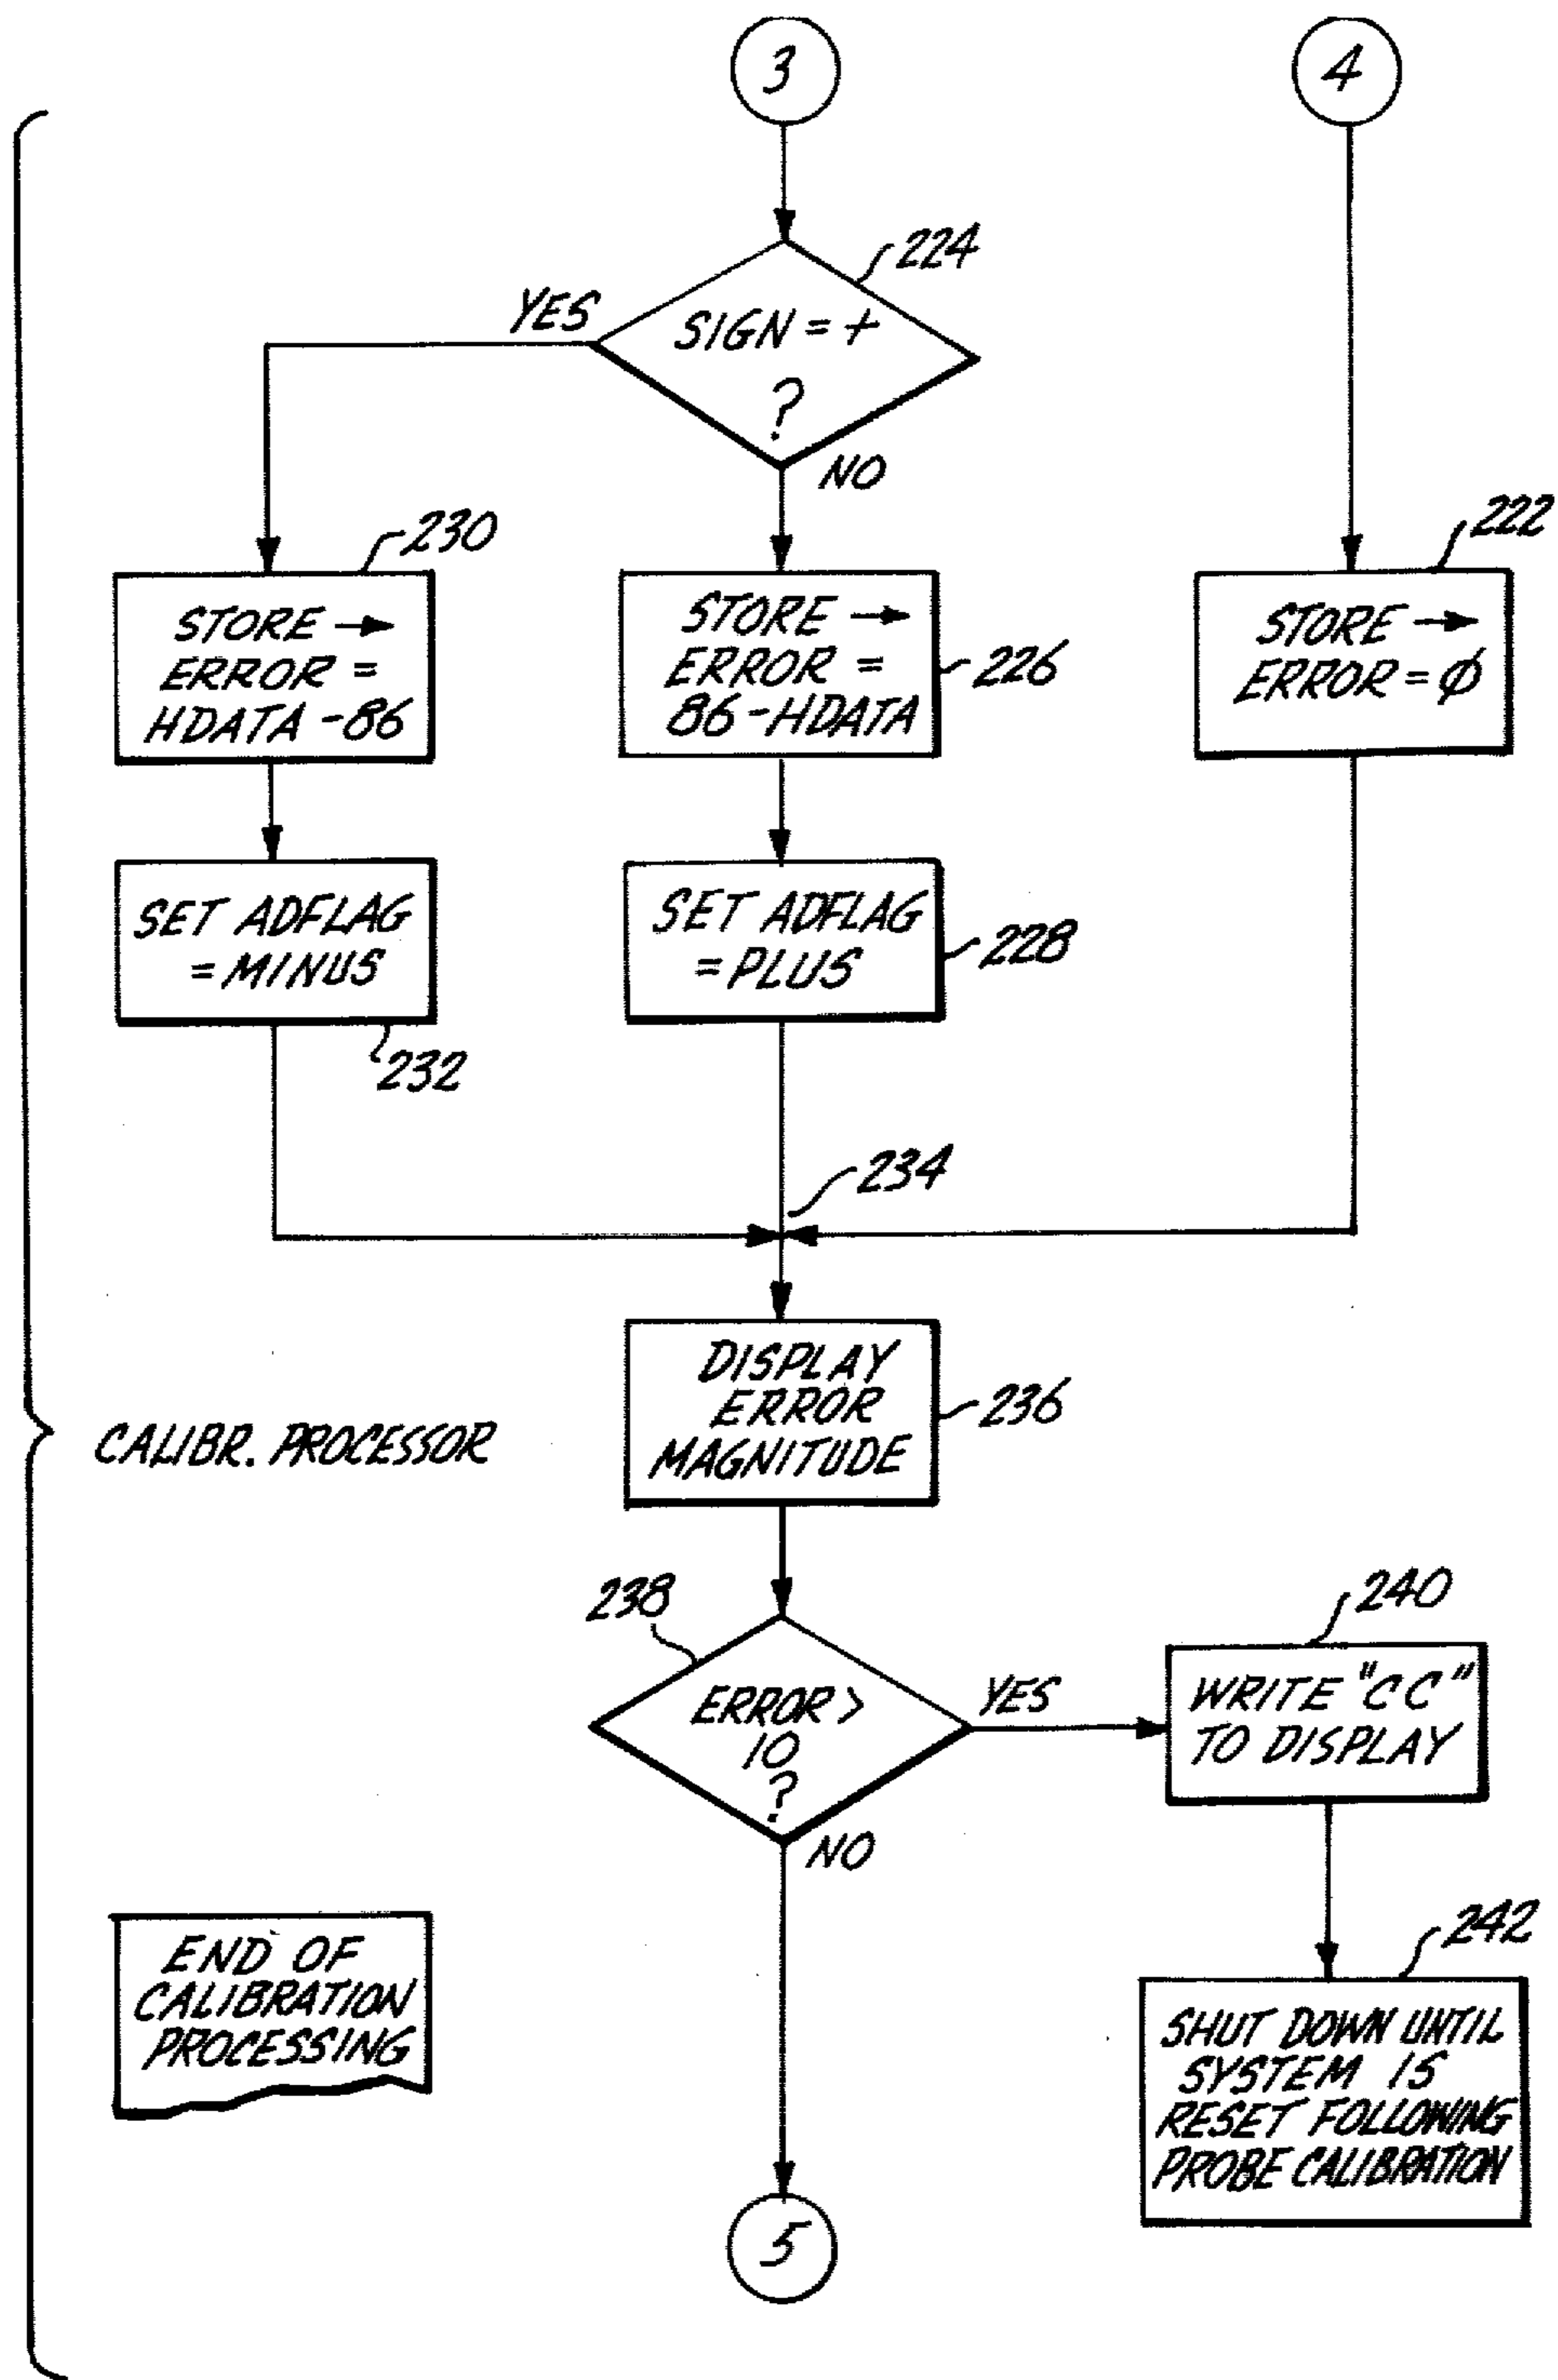 3
4
224
YES
SIGN = +
?
NO
230
222
STORE →
ERROR =
HDATA - 86
STORE →
ERROR =
86 - HDATA
226
STORE →
ERROR = ϕ
SET ADFLAG
= MINUS
232
SET ADFLAG
= PLUS
228
234
DISPLAY
ERROR
MAGNITUDE
236
CALIBR. PROCESSOR
238
ERROR >
10
?
YES
NO
240
WRITE "CC"
TO DISPLAY
END OF
CALIBRATION
PROCESSING
242
SHUT DOWN UNTIL
SYSTEM IS
RESET FOLLOWING
PROBE CALIBRATION
5